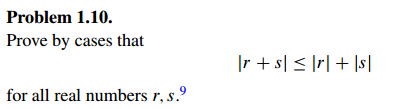 Problem 1.10.
Prove by cases that
|r + s| ≤ |r| + |s|
for all real numbers r, s.⁹